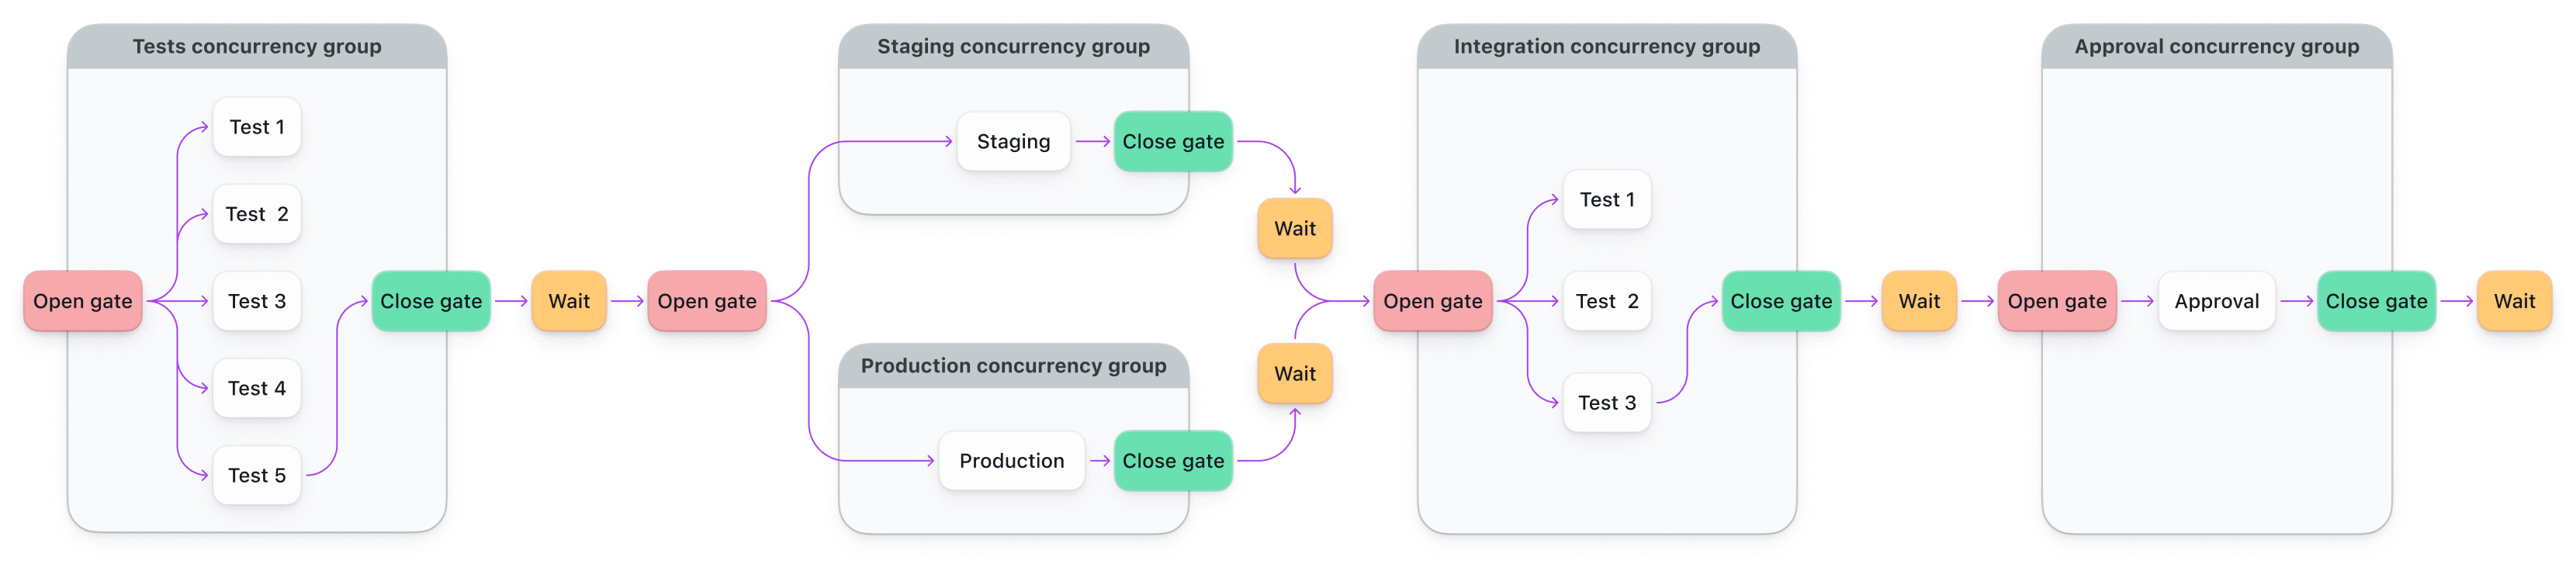 Tests concurrency group
Open gate
Test 1
Test  2
Test 3
Test 4
Test 5
Close gate
Wait
Open gate
Staging concurrency group
Staging
Close gate
Wait
Production concurrency group
Production
Close gate
Wait
Integration concurrency group
Open gate
Test 1
Test  2
Test 3
Close gate
Wait
Approval concurrency group
Open gate
Approval
Close gate
Wait